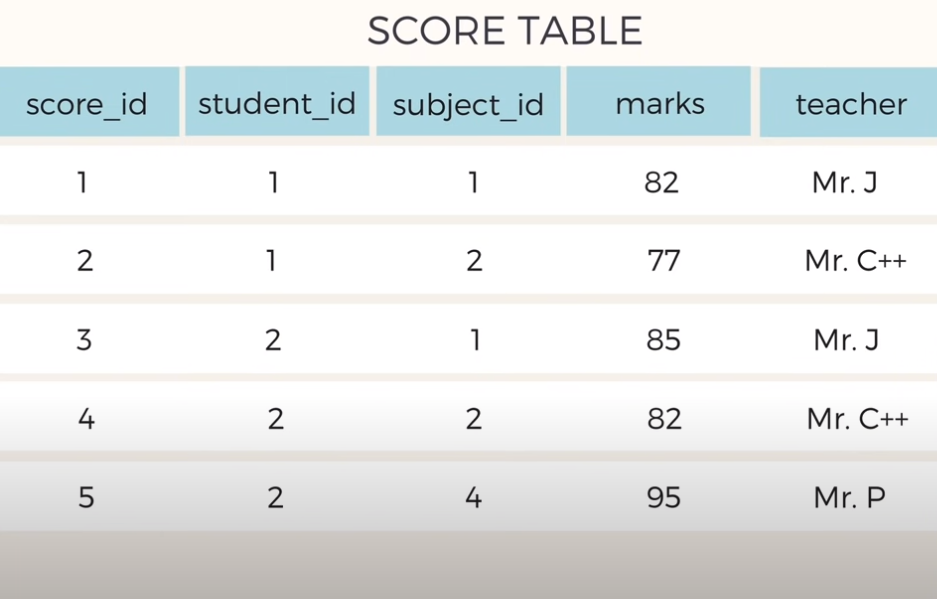 SCORE TABLE
score_id student_id subject_id marks teacher
1 1 1 82 Mr. J
2 1 2 77 Mr. C++
3 2 1 85 Mr. J
4 2 2 82 Mr. C++
5 2 4 95 Mr. P